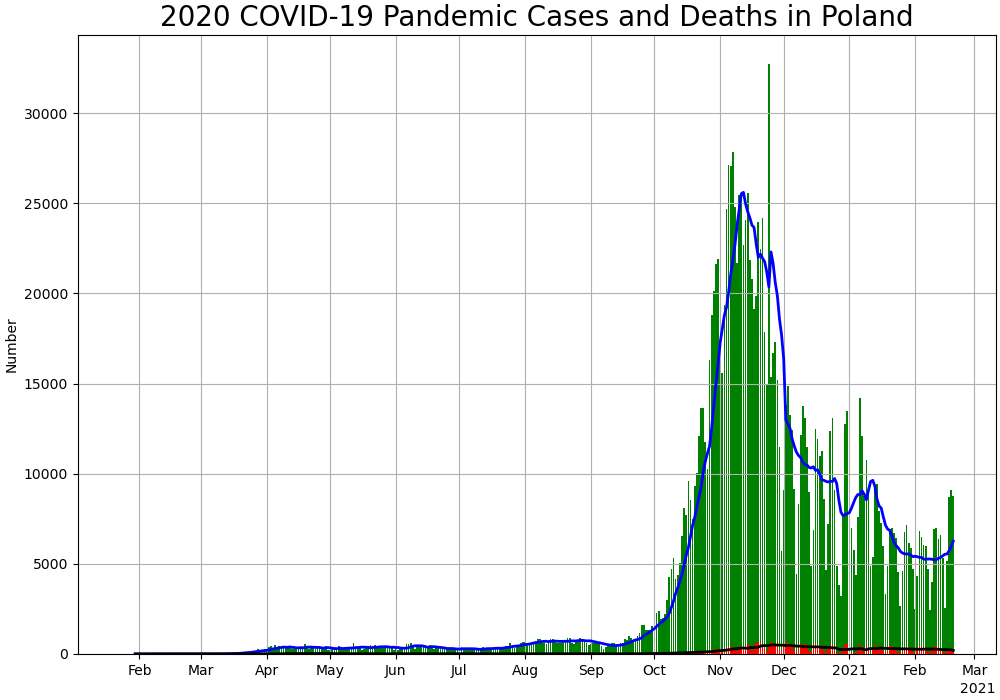 2020 COVID-19 Pandemic Cases and Deaths in Poland
Number
30000
25000
20000
15000
10000
5000
0
Feb Mar Apr May Jun Jul Aug Sep Oct Nov Dec 2021 Feb Mar
2021